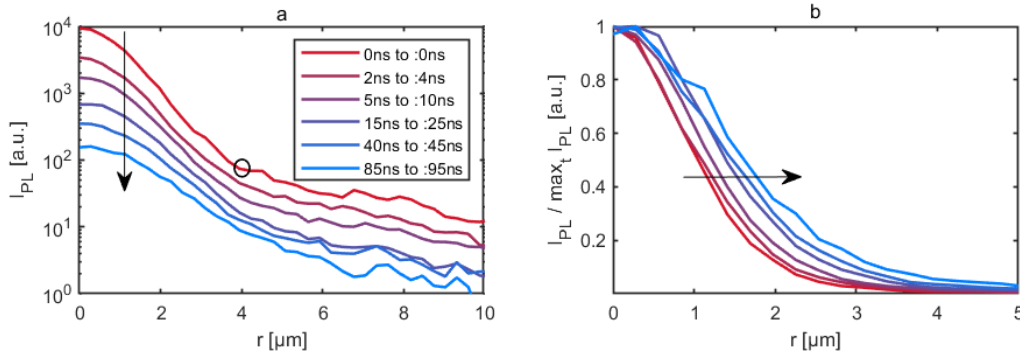 a
10^4
10^3
10^2
10^1
10^0
I_PL [a.u.]
0 2 4 6 8 10
r [µm]
0ns to :0ns
2ns to :4ns
5ns to :10ns
15ns to :25ns
40ns to :45ns
85ns to :95ns
b
1
0.8
0.6
0.4
0.2
I_PL / max_t I_PL [a.u.]
0 1 2 3 4 5
r [µm]